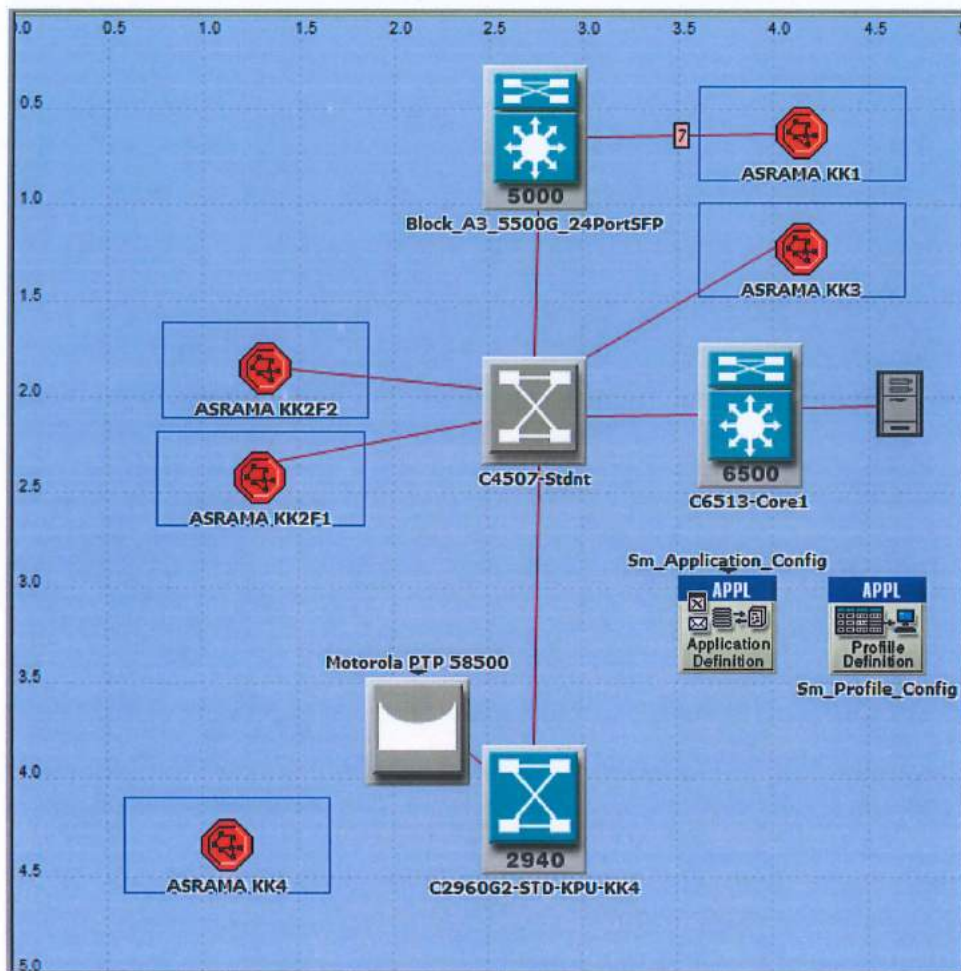 0.0 0.5 1.0 2.0 2.5 3.0 3.5 4.0 4.5
0.5
7
ASRAMA KK1
5000
1.0
Block_A3_5500G_24PortSFP
ASRAMA KK3
1.5
2.0
ASRAMA KK2F2
C4507-Stdnt
6500
C6513-Core1
2.5
ASRAMA KK2F1
3.0
Sm_Application_Config
APPL
Application
Definition
APPL
Profile
Definition
Sm_Profile_Config
3.5
Motorola PTP 58500
4.0
2940
ASRAMA KK4
C2960G2-STD-KPU-KK4
4.5
5.0